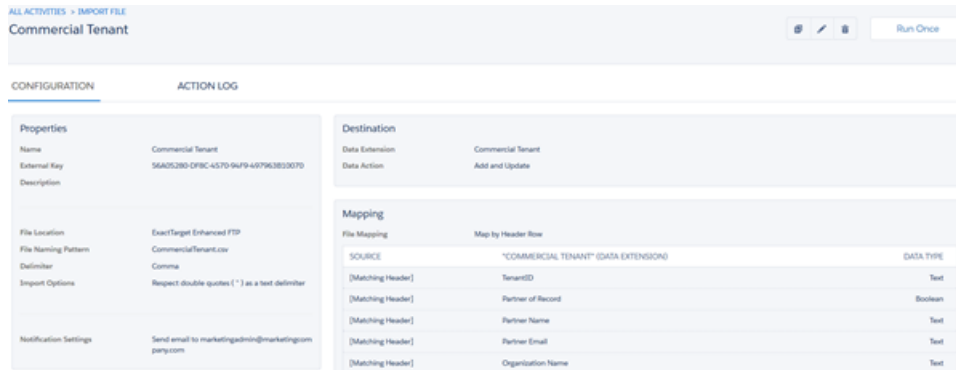 ALL ACTIVITIES > IMPORT FILE
Commercial Tenant
Run Once
CONFIGURATION
ACTION LOG
Properties
Name Commercial Tenant
External Key 56A05280-DF8C-4570-94F9-497963810070
Description
File Location ExactTarget Enhanced FTP
File Naming Pattern CommercialTenant.csv
Delimiter Comma
Import Options Respect double quotes ( " ) as a text delimiter
Notification Settings Send email to marketingadmin@marketingcom
pany.com
Destination
Data Extension Commercial Tenant
Data Action Add and Update
Mapping
File Mapping Map by Header Row
SOURCE "COMMERCIAL TENANT" (DATA EXTENSION) DATA TYPE
[Matching Header] TenantID Text
[Matching Header] Partner of Record Boolean
[Matching Header] Partner Name Text
[Matching Header] Partner Email Text
[Matching Header] Organization Name Text